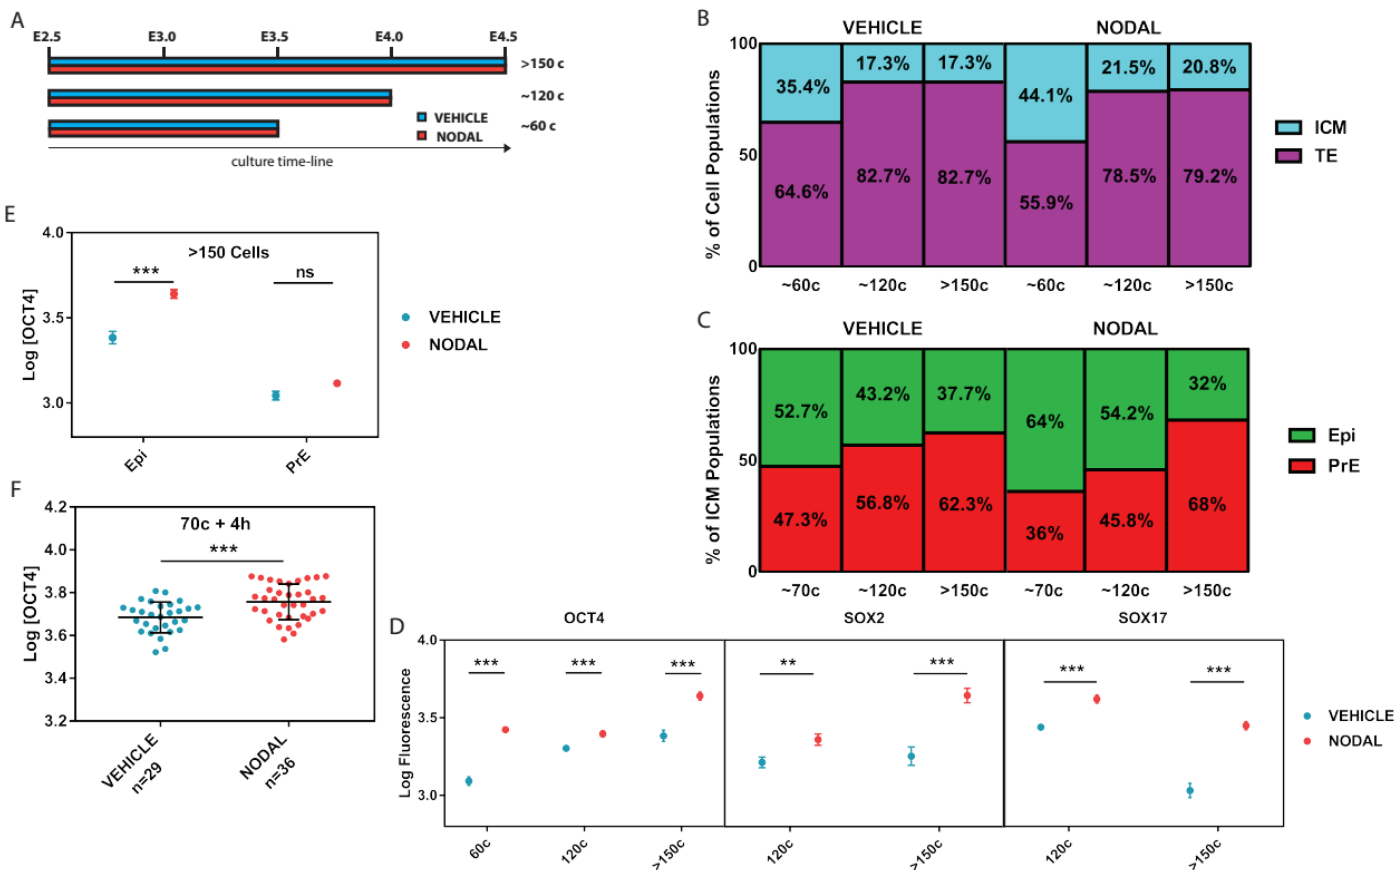 A
E2.5 E3.0 E3.5 E4.0 E4.5
>150 c
~120 c
~60 c
VEHICLE
NODAL
culture time-line
B
VEHICLE NODAL
% of Cell Populations
100
50
0
35.4% 17.3% 17.3% 44.1% 21.5% 20.8%
64.6% 82.7% 82.7% 55.9% 78.5% 79.2%
~60c ~120c >150c ~60c ~120c >150c
ICM
TE
C
VEHICLE NODAL
% of ICM Populations
100
50
0
52.7% 43.2% 37.7% 64% 54.2% 32%
47.3% 56.8% 62.3% 36% 45.8% 68%
~70c ~120c >150c ~70c ~120c >150c
Epi
PrE
E
>150 Cells
Log [OCT4]
4.0
3.5
3.0
*** ns
Epi PrE
VEHICLE
NODAL
F
70c + 4h
***
Log [OCT4]
4.2
4.0
3.8
3.6
3.4
3.2
VEHICLE
n=29
NODAL
n=36
D
OCT4 SOX2 SOX17
Log Fluorescence
4.0
3.5
3.0
*** *** *** ** *** *** ***
60c 120c >150c 120c >150c 120c >150c
VEHICLE
NODAL